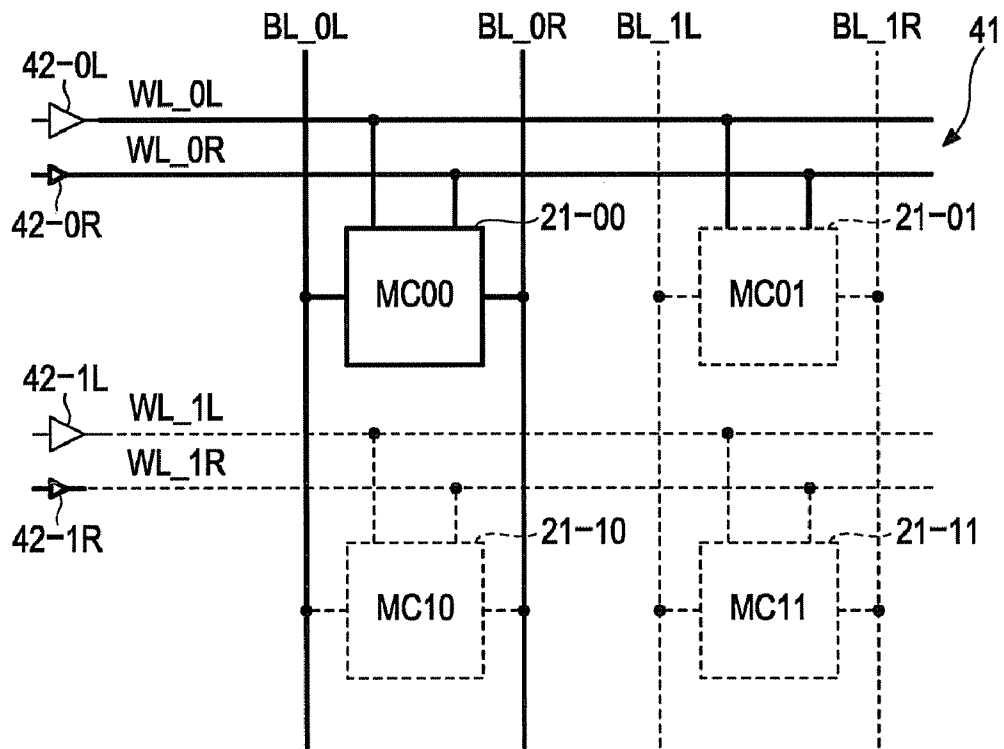 BL_0L BL_0R BL_1L BL_1R 41
42-0L
WL_0L
WL_0R
42-0R
21-00 21-01
MC00 MC01
42-1L
WL_1L
WL_1R
42-1R
21-10 21-11
MC10 MC11